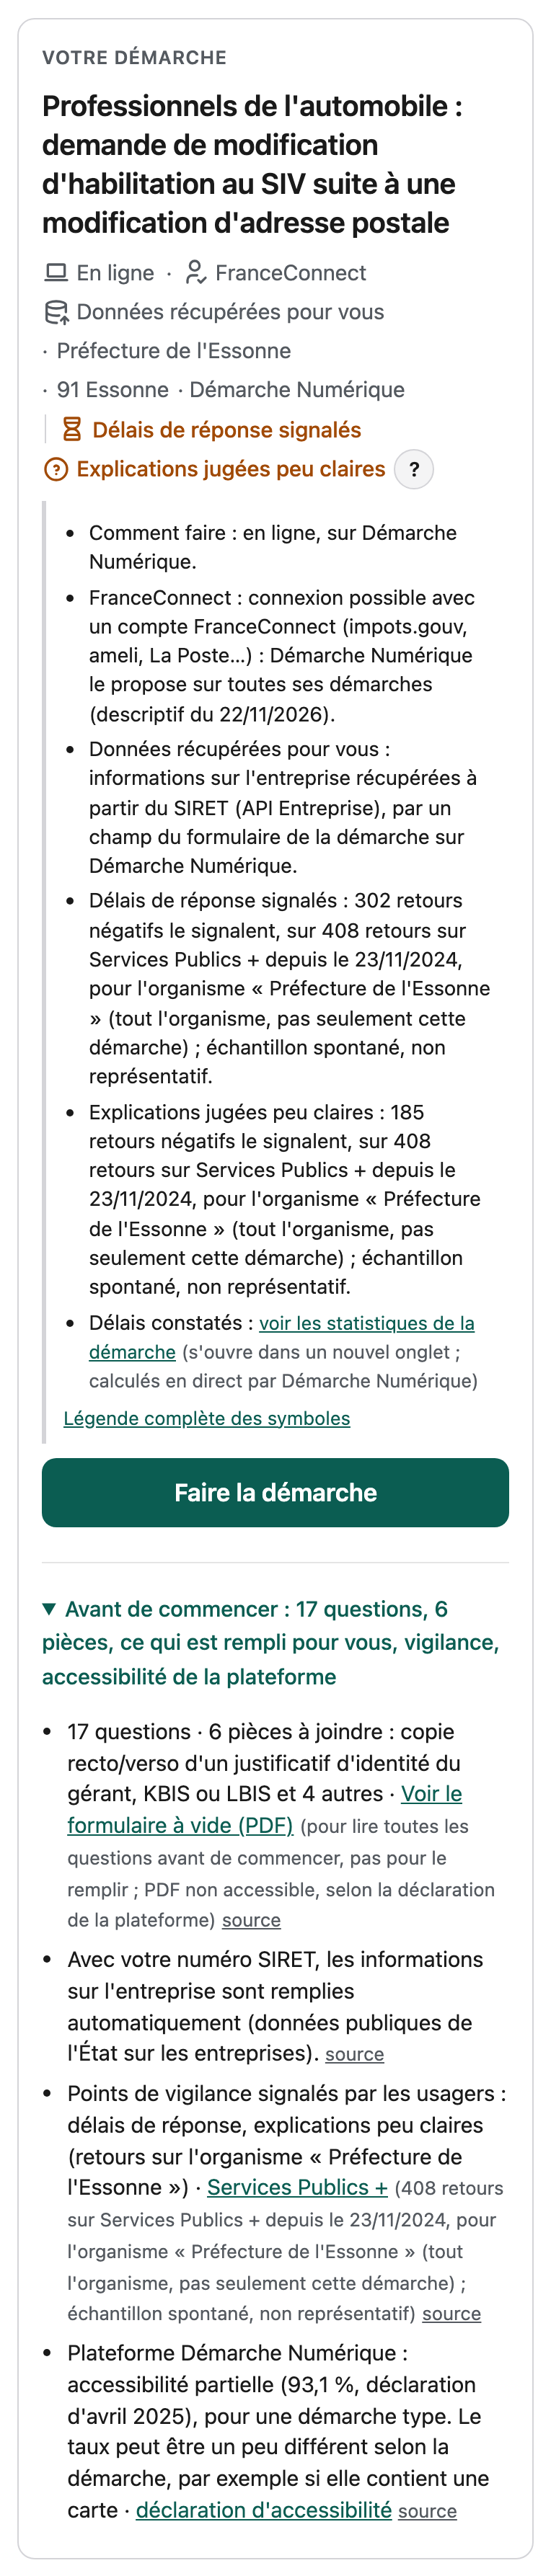 VOTRE DÉMARCHE
Professionnels de l'automobile :
demande de modification
d'habilitation au SIV suite à une
modification d'adresse postale
En ligne · FranceConnect
Données récupérées pour vous
· Préfecture de l'Essonne
· 91 Essonne · Démarche Numérique
Délais de réponse signalés
Explications jugées peu claires ?
• Comment faire : en ligne, sur Démarche
Numérique.
• FranceConnect : connexion possible avec
un compte FranceConnect (impots.gouv,
ameli, La Poste…) : Démarche Numérique
le propose sur toutes ses démarches
(descriptif du 22/11/2026).
• Données récupérées pour vous :
informations sur l'entreprise récupérées à
partir du SIRET (API Entreprise), par un
champ du formulaire de la démarche sur
Démarche Numérique.
• Délais de réponse signalés : 302 retours
négatifs le signalent, sur 408 retours sur
Services Publics + depuis le 23/11/2024,
pour l'organisme « Préfecture de l'Essonne
» (tout l'organisme, pas seulement cette
démarche) ; échantillon spontané, non
représentatif.
• Explications jugées peu claires : 185
retours négatifs le signalent, sur 408
retours sur Services Publics + depuis le
23/11/2024, pour l'organisme « Préfecture
de l'Essonne » (tout l'organisme, pas
seulement cette démarche) ; échantillon
spontané, non représentatif.
• Délais constatés : voir les statistiques de la
démarche (s'ouvre dans un nouvel onglet ;
calculés en direct par Démarche Numérique)
Légende complète des symboles
Faire la démarche
▼ Avant de commencer : 17 questions, 6
pièces, ce qui est rempli pour vous, vigilance,
accessibilité de la plateforme
• 17 questions · 6 pièces à joindre : copie
recto/verso d'un justificatif d'identité du
gérant, KBIS ou LBIS et 4 autres · Voir le
formulaire à vide (PDF) (pour lire toutes les
questions avant de commencer, pas pour le
remplir ; PDF non accessible, selon la déclaration
de la plateforme) source
• Avec votre numéro SIRET, les informations
sur l'entreprise sont remplies
automatiquement (données publiques de
l'État sur les entreprises). source
• Points de vigilance signalés par les usagers :
délais de réponse, explications peu claires
(retours sur l'organisme « Préfecture de
l'Essonne ») · Services Publics + (408 retours
sur Services Publics + depuis le 23/11/2024, pour
l'organisme « Préfecture de l'Essonne » (tout
l'organisme, pas seulement cette démarche) ;
échantillon spontané, non représentatif) source
• Plateforme Démarche Numérique :
accessibilité partielle (93,1 %, déclaration
d'avril 2025), pour une démarche type. Le
taux peut être un peu différent selon la
démarche, par exemple si elle contient une
carte · déclaration d'accessibilité source